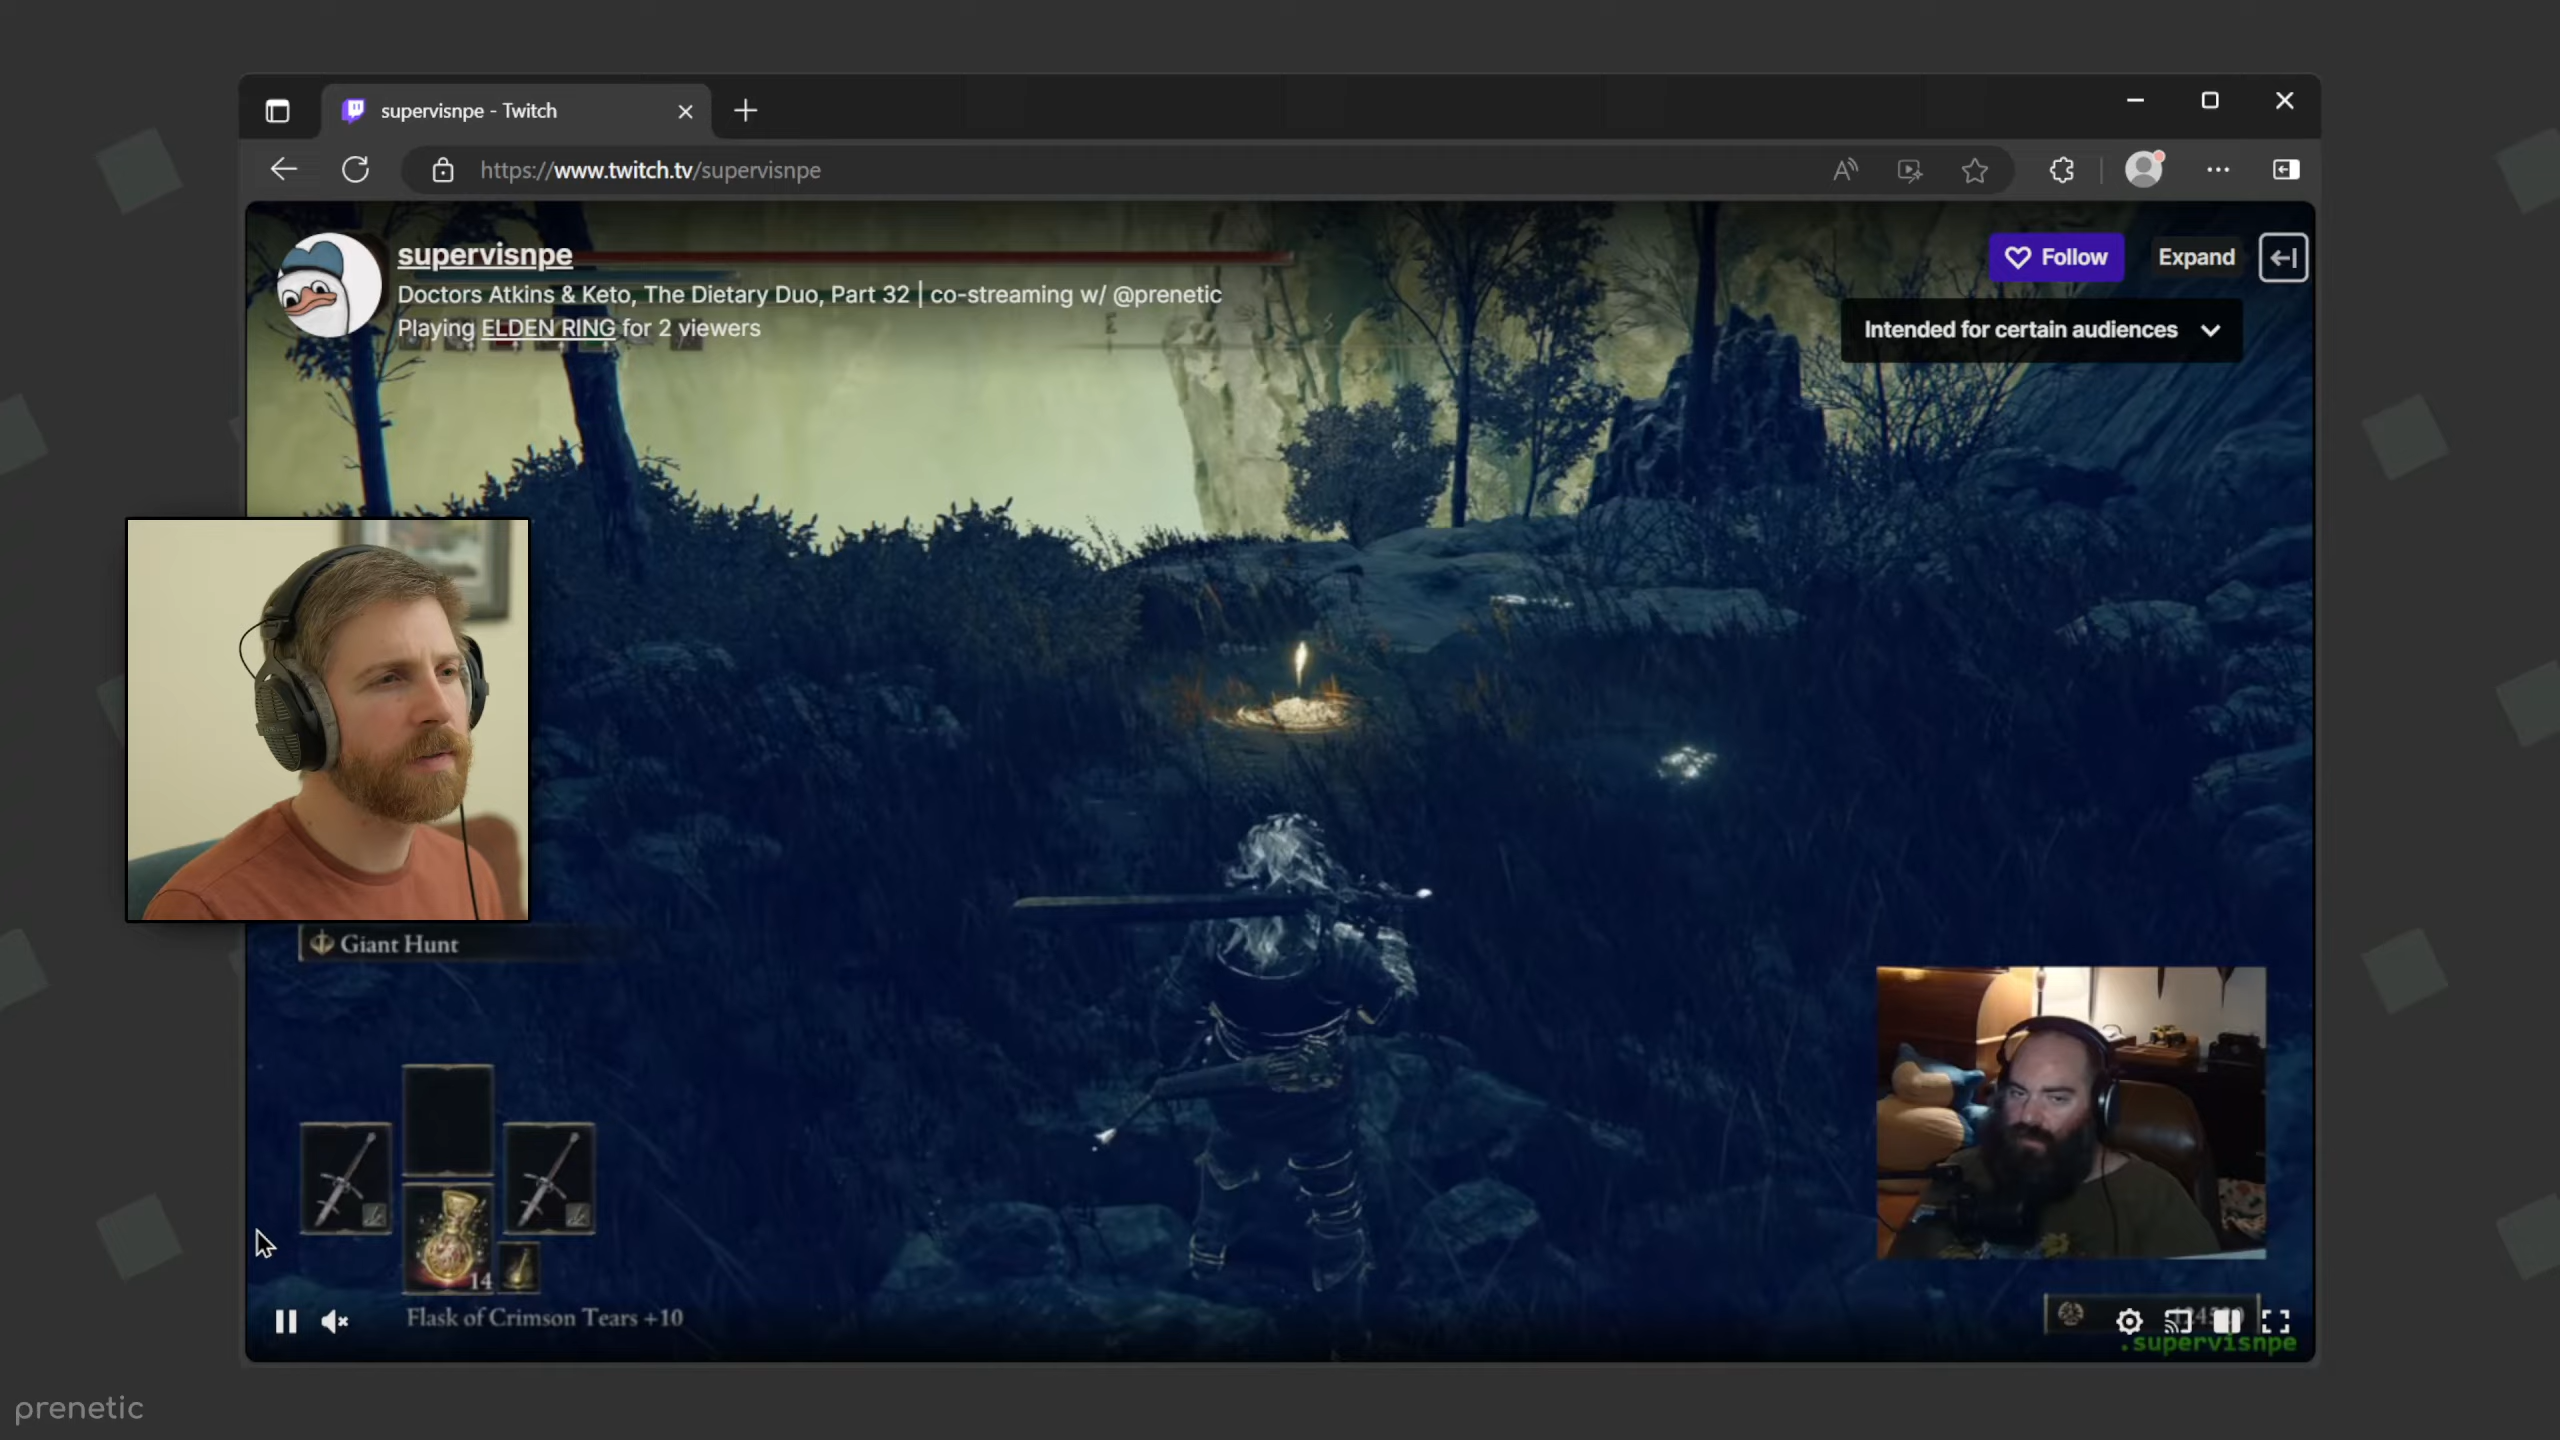 supervisnpe - Twitch
https://www.twitch.tv/supervisnpe
supervisnpe
Doctors Atkins & Keto, The Dietary Duo, Part 32 | co-streaming w/ @prenetic
Playing ELDEN RING for 2 viewers
Follow
Expand
Intended for certain audiences
Giant Hunt
14
Flask of Crimson Tears +10
.supervisnpe
prenetic